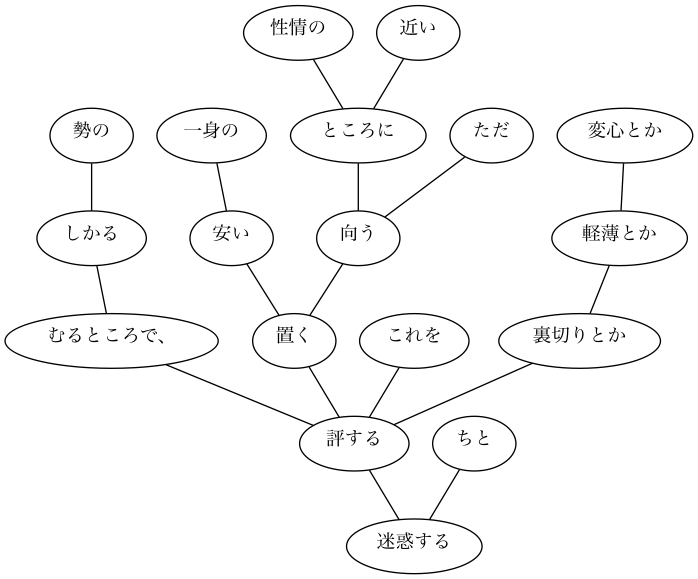 性情の
近い
勢の
一身の
ところに
ただ
変心とか
しかる
安い
向う
軽薄とか
むるところで、
置く
これを
裏切りとか
評する
ちと
迷惑する